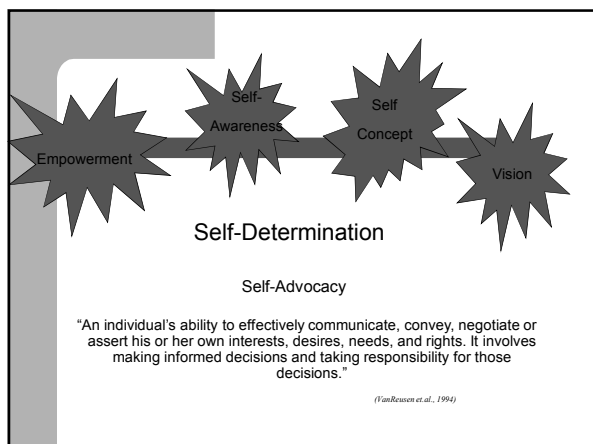 Empowerment
Self-
Awareness
Self
Concept
Vision
Self-Determination
Self-Advocacy
“An individual’s ability to effectively communicate, convey, negotiate or
assert his or her own interests, desires, needs, and rights. It involves
making informed decisions and taking responsibility for those
decisions.”
(VanReusen et.al., 1994)